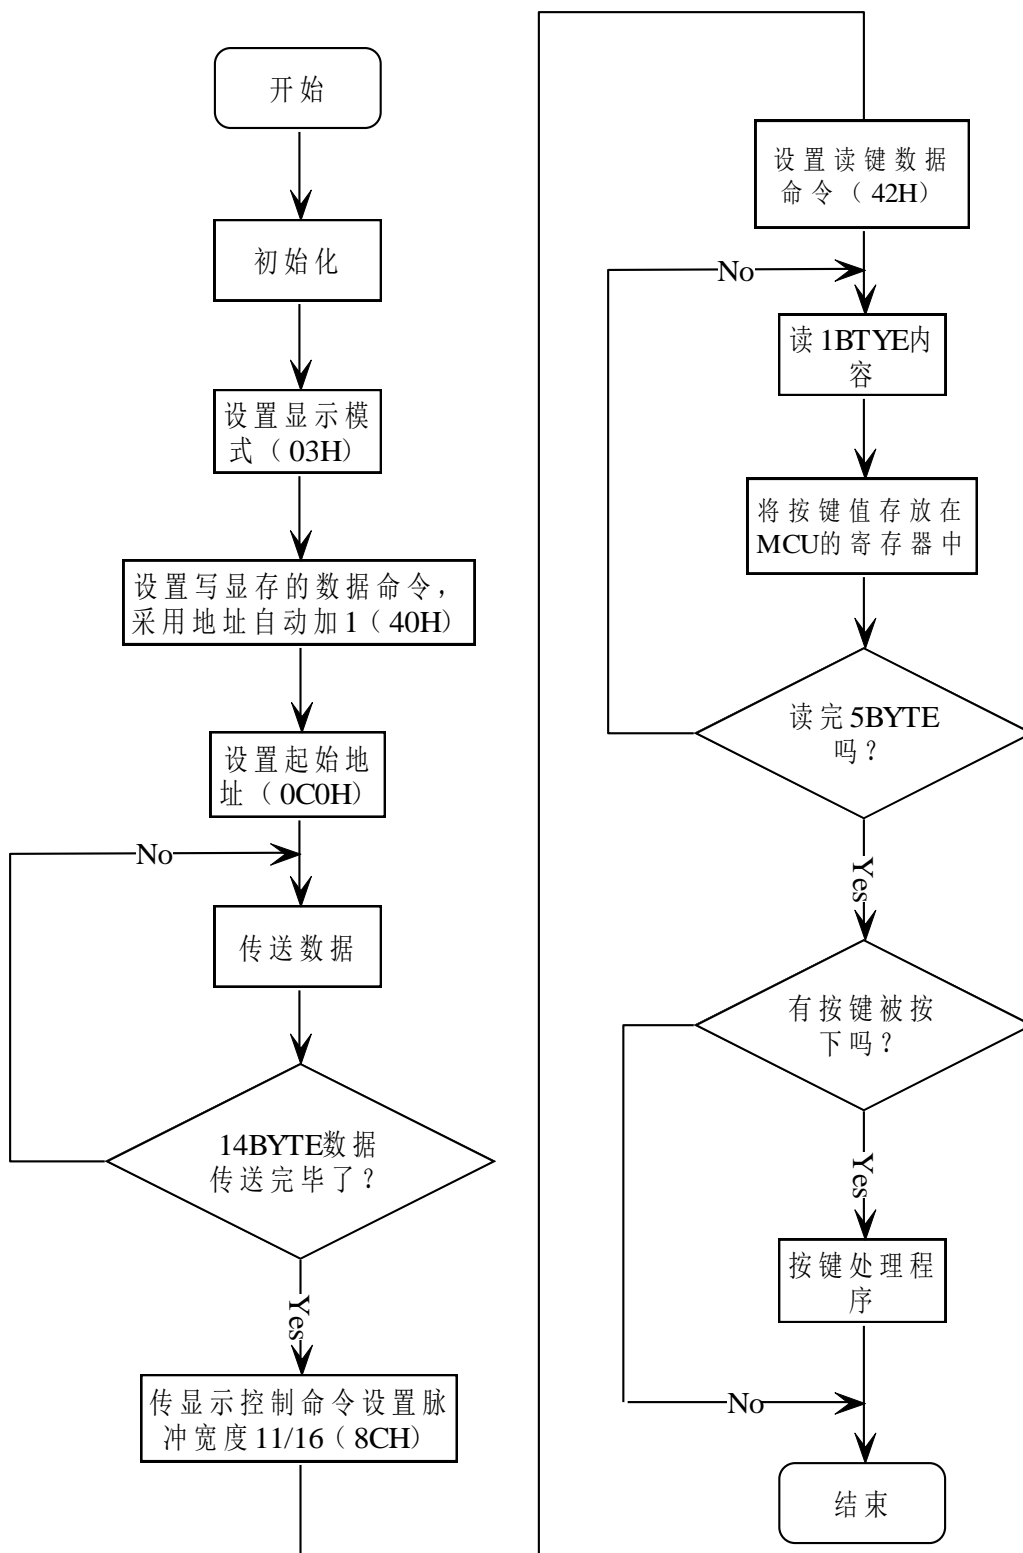 开始
初始化
设置显示模
式(03H)
设置写显存的数据命令,
采用地址自动加1(40H)
设置起始地
址(0C0H)
No
传送数据
14BYTE数据
传送完毕了?
Yes
传显示控制命令设置脉
冲宽度11/16(8CH)
设置读键数据
命令(42H)
No
读1BTYE内
容
将按键值存放在
MCU的寄存器中
读完5BYTE
吗?
Yes
有按键被按
下吗?
Yes
按键处理程
序
No
结束